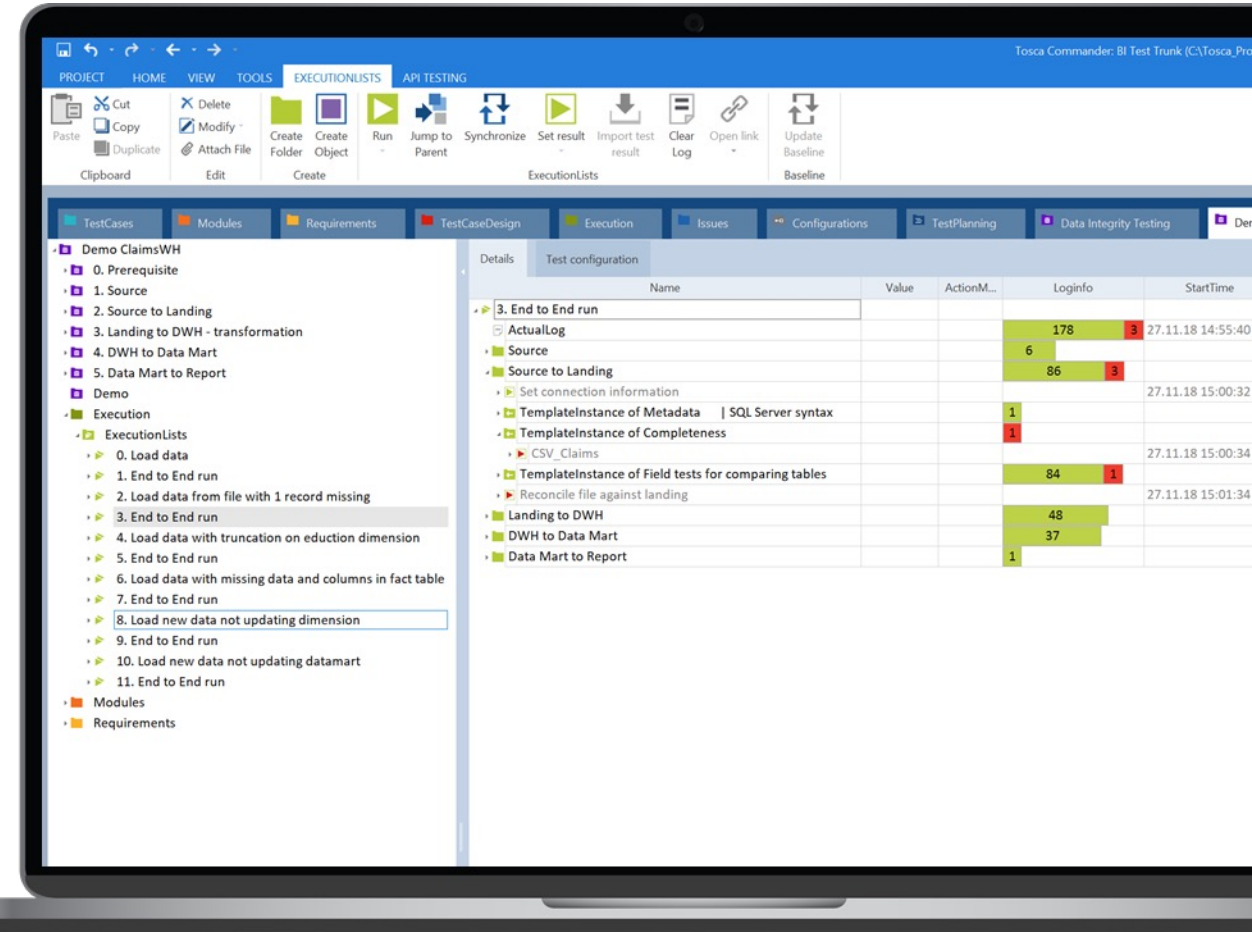 Tosca Commander: BI Test Trunk (C:\Tosca_Pro
PROJECT HOME VIEW TOOLS EXECUTIONLISTS API TESTING
Paste
Cut
Copy
Duplicate
Clipboard
Delete
Modify
Attach File
Edit
Create Folder
Create Object
Create
Run
Jump to Parent
Synchronize
Set result
Import test result
Clear Log
Open link
ExecutionLists
Update Baseline
Baseline
TestCases Modules Requirements TestCaseDesign Execution Issues Configurations TestPlanning Data Integrity Testing Der
Demo ClaimsWH
0. Prerequisite
1. Source
2. Source to Landing
3. Landing to DWH - transformation
4. DWH to Data Mart
5. Data Mart to Report
Demo
Execution
ExecutionLists
0. Load data
1. End to End run
2. Load data from file with 1 record missing
3. End to End run
4. Load data with truncation on eduction dimension
5. End to End run
6. Load data with missing data and columns in fact table
7. End to End run
8. Load new data not updating dimension
9. End to End run
10. Load new data not updating datamart
11. End to End run
Modules
Requirements
Details Test configuration
Name Value ActionM... Loginfo StartTime
3. End to End run
ActualLog 178 3 27.11.18 14:55:40
Source 6
Source to Landing 86 3
Set connection information 27.11.18 15:00:32
TemplateInstance of Metadata | SQL Server syntax 1
TemplateInstance of Completeness 1
CSV_Claims 27.11.18 15:00:34
TemplateInstance of Field tests for comparing tables 84 1
Reconcile file against landing 27.11.18 15:01:34
Landing to DWH 48
DWH to Data Mart 37
Data Mart to Report 1